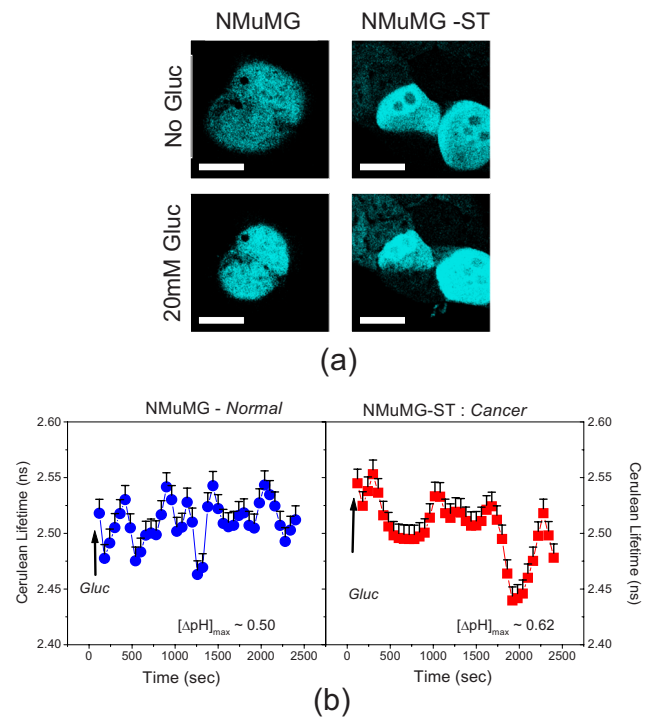 NMuMG
NMuMG -ST
No Gluc
20mM Gluc
(a)
NMuMG - Normal
NMuMG-ST : Cancer
Cerulean Lifetime (ns)
2.60
2.55
2.50
2.45
2.40
Gluc
[ΔpH]max ~ 0.50
0 500 1000 1500 2000 2500
Time (sec)
Gluc
[ΔpH]max ~ 0.62
0 500 1000 1500 2000 2500
Time (sec)
2.60
2.55
2.50
2.45
2.40
Cerulean Lifetime (ns)
(b)